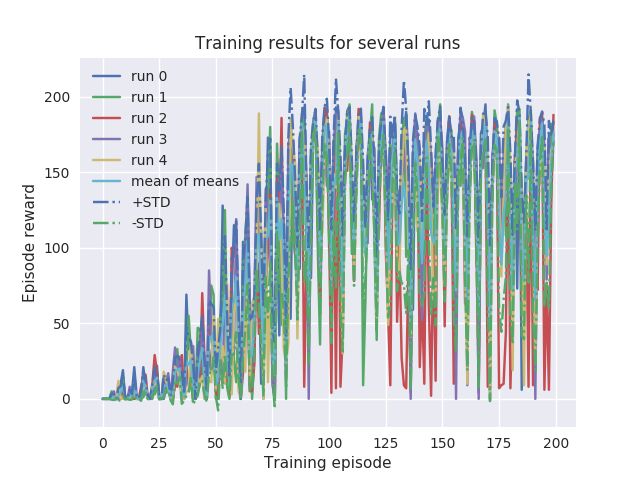 Training results for several runs
run 0
run 1
run 2
run 3
run 4
mean of means
+STD
-STD
200
150
100
50
0
Episode reward
0 25 50 75 100 125 150 175 200
Training episode